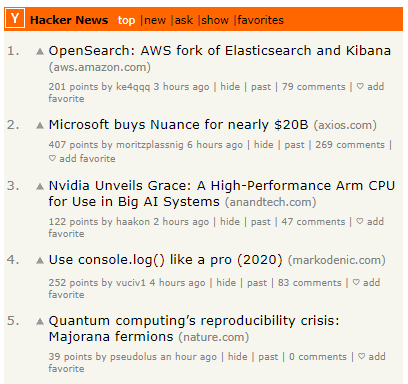 Y Hacker News top |new |ask |show |favorites
1. ▲ OpenSearch: AWS fork of Elasticsearch and Kibana
(aws.amazon.com)
201 points by ke4qqq 3 hours ago | hide | past | 79 comments | ♡ add
favorite
2. ▲ Microsoft buys Nuance for nearly $20B (axios.com)
407 points by moritzplassnig 6 hours ago | hide | past | 269 comments |
♡ add favorite
3. ▲ Nvidia Unveils Grace: A High-Performance Arm CPU
for Use in Big AI Systems (anandtech.com)
122 points by haakon 2 hours ago | hide | past | 47 comments | ♡ add
favorite
4. ▲ Use console.log() like a pro (2020) (markodenic.com)
252 points by vuciv1 4 hours ago | hide | past | 83 comments | ♡ add
favorite
5. ▲ Quantum computing’s reproducibility crisis:
Majorana fermions (nature.com)
39 points by pseudolus an hour ago | hide | past | 0 comments | ♡ add
favorite